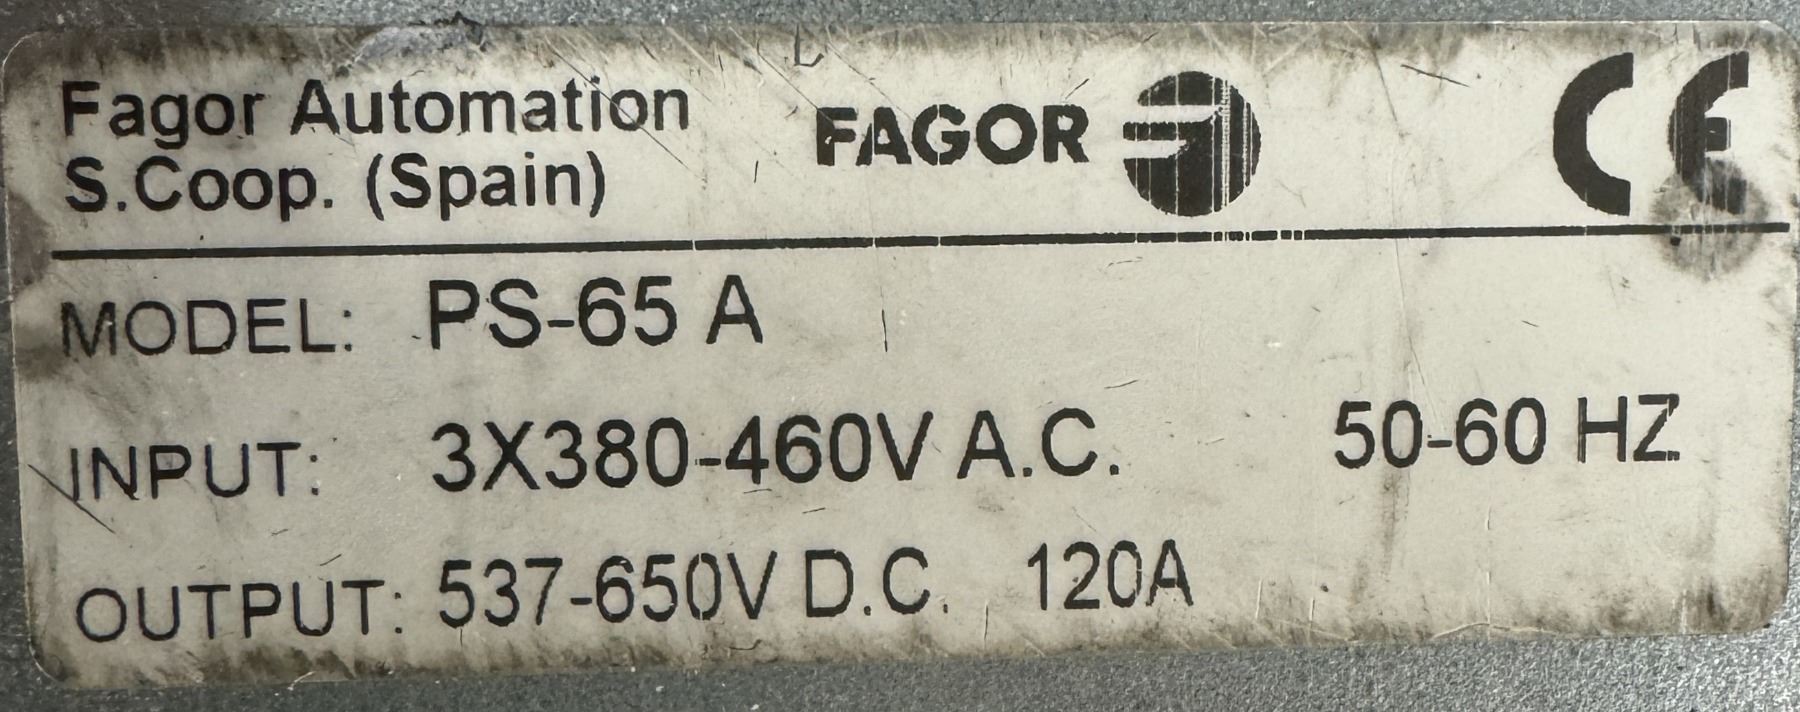 Fagor Automation
S.Coop. (Spain)
FAGOR
CE
MODEL: PS-65 A
INPUT: 3X380-460V A.C. 50-60 HZ
OUTPUT: 537-650V D.C. 120A